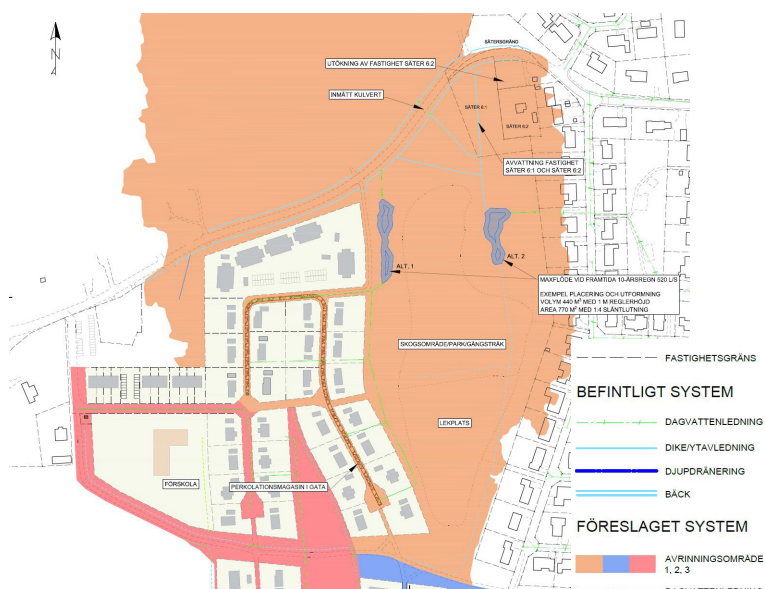 N
SÄTERSGRÄND
UTÖKNING AV FASTIGHET SÄTER 6:2
INMÄTT KULVERT
SÄTER 6:1
SÄTER 6:2
AVVATTNING FASTIGHET
SÄTER 6:1 OCH SÄTER 6:2
ALT. 1
ALT. 2
MAXFLÖDE VID FRAMTIDA 10-ÅRSREGN 520 L/S
EXEMPEL PLACERING OCH UTFORMNING
VOLYM 440 M³ MED 1 M REGLERHÖJD
AREA 770 M² MED 1:4 SLÄNTLUTNING
SKOGSOMRÅDE/PARK/GÅNGSTRÅK
LEKPLATS
FÖRSKOLA
PERKOLATIONSMAGASIN I GATA
FASTIGHETSGRÄNS
BEFINTLIGT SYSTEM
DAGVATTENLEDNING
DIKE/YTAVLEDNING
DJUPDRÄNERING
BÄCK
FÖRESLAGET SYSTEM
AVRINNINGSOMRÅDE
1, 2, 3
DAGVATTENLEDNING